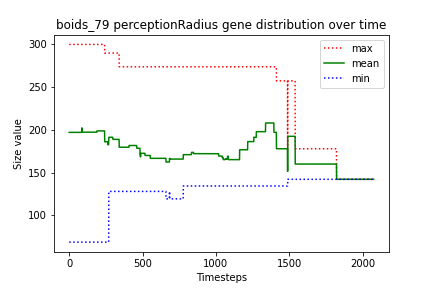 boids_79 perceptionRadius gene distribution over time
max
mean
min
Size value
300
250
200
150
100
0
500
1000
1500
2000
Timesteps